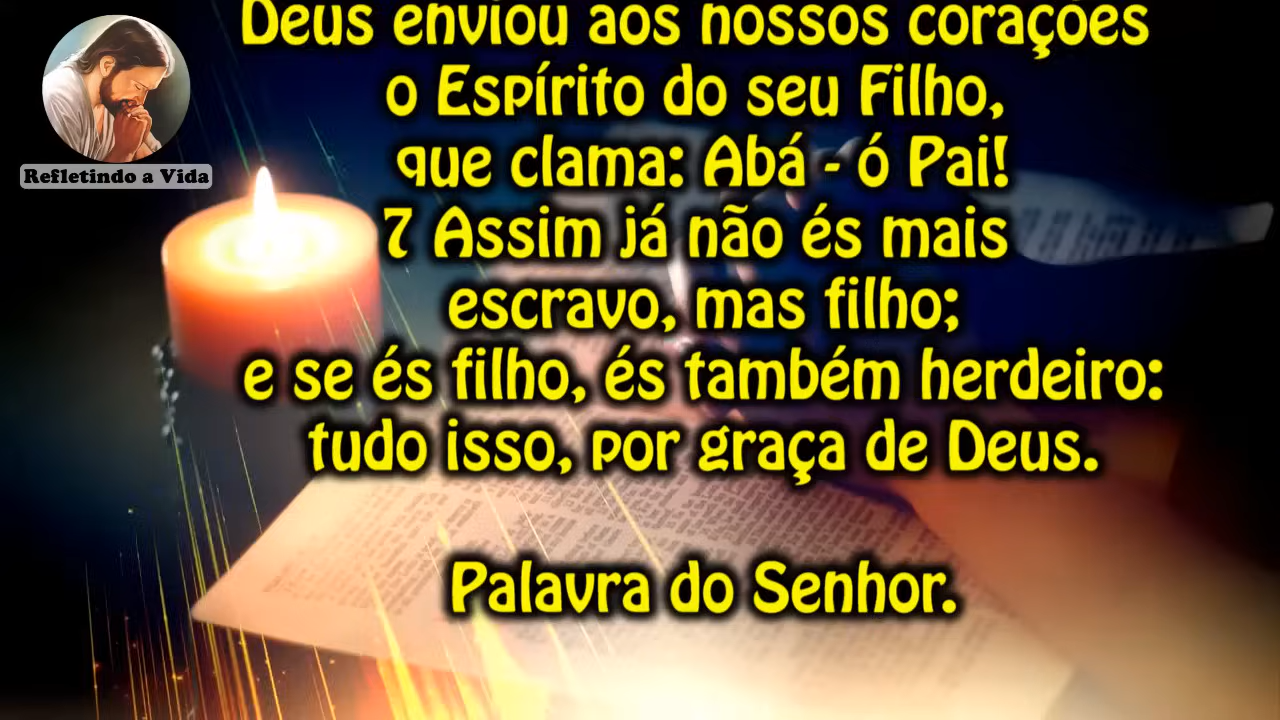 Deus enviou aos nossos corações
o Espírito do seu Filho,
que clama: Abá - ó Pai!
7 Assim já não és mais
escravo, mas filho;
e se és filho, és também herdeiro:
tudo isso, por graça de Deus.
Palavra do Senhor.
Refletindo a Vida